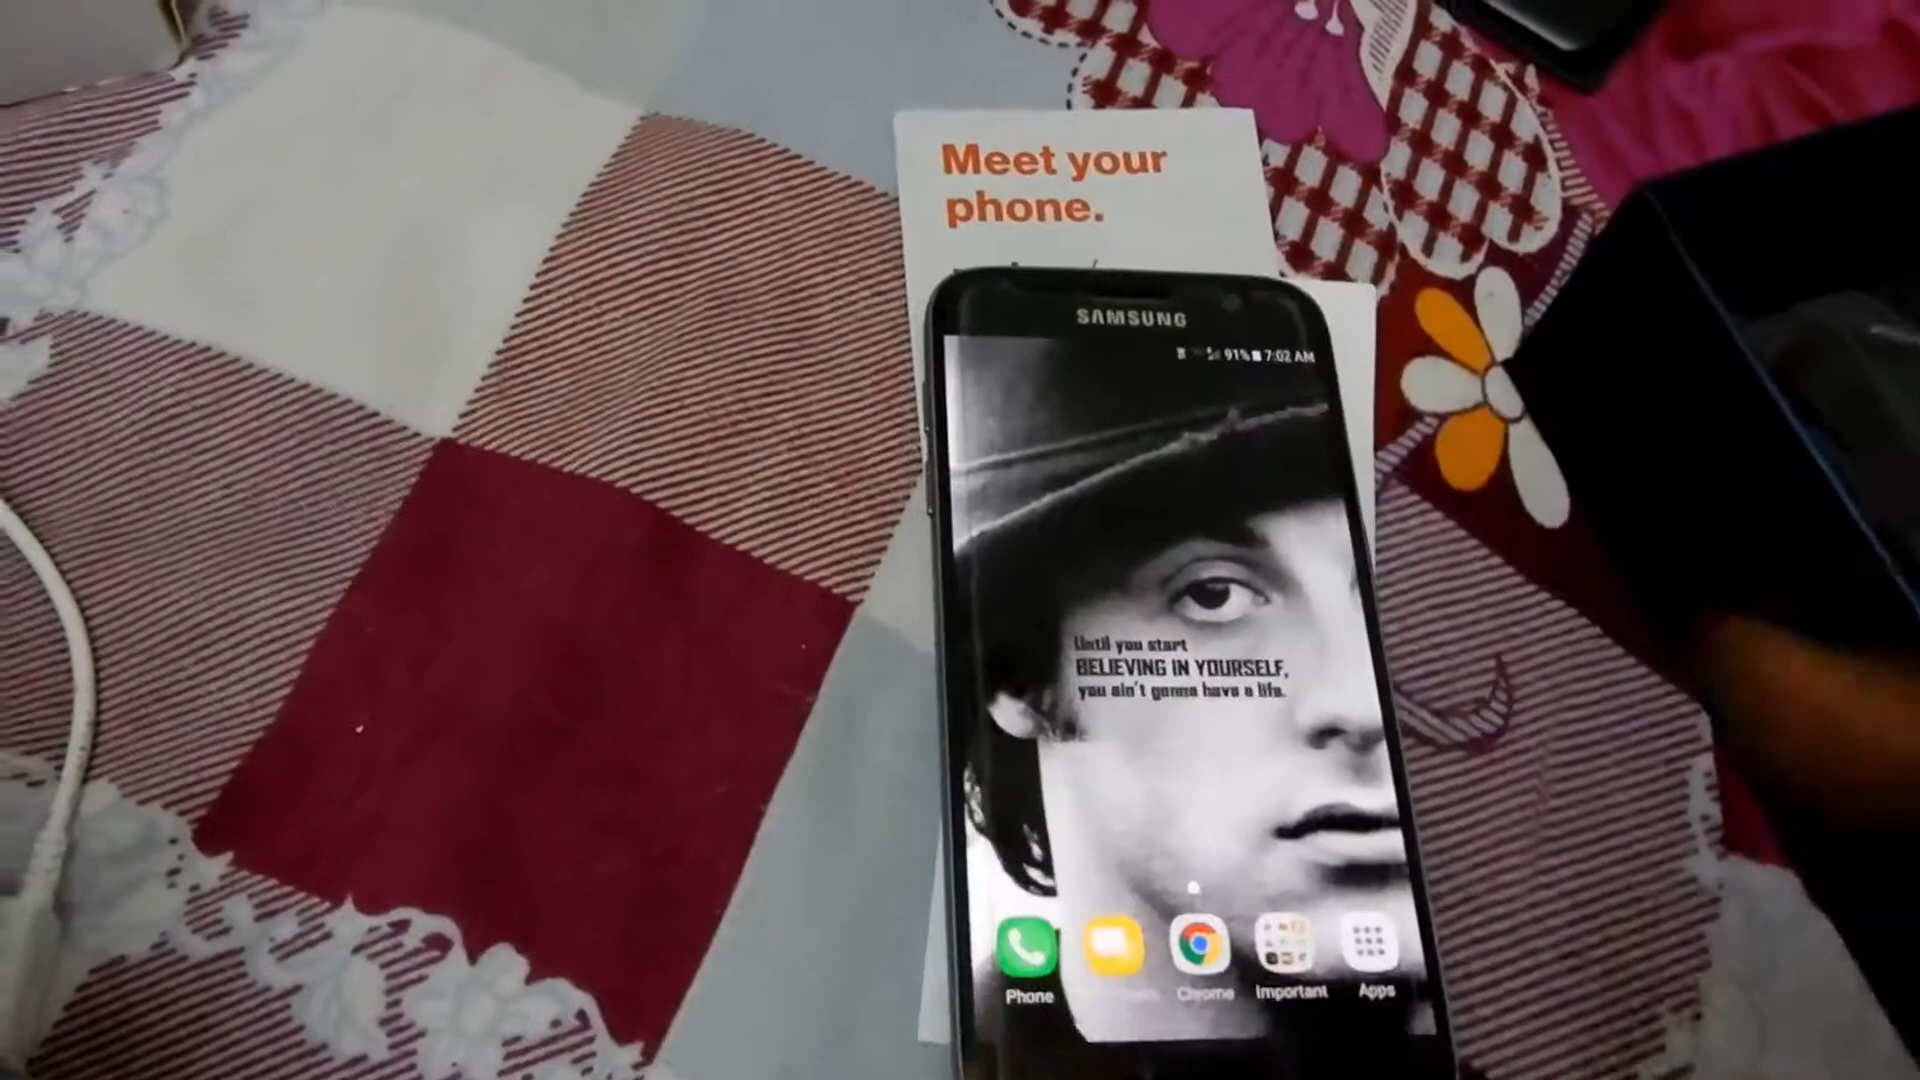 Meet your
phone.
SAMSUNG
91% 7:02 AM
Until you start
BELIEVING IN YOURSELF,
you ain't gonna have a life.
Phone
Chrome
Important
Apps